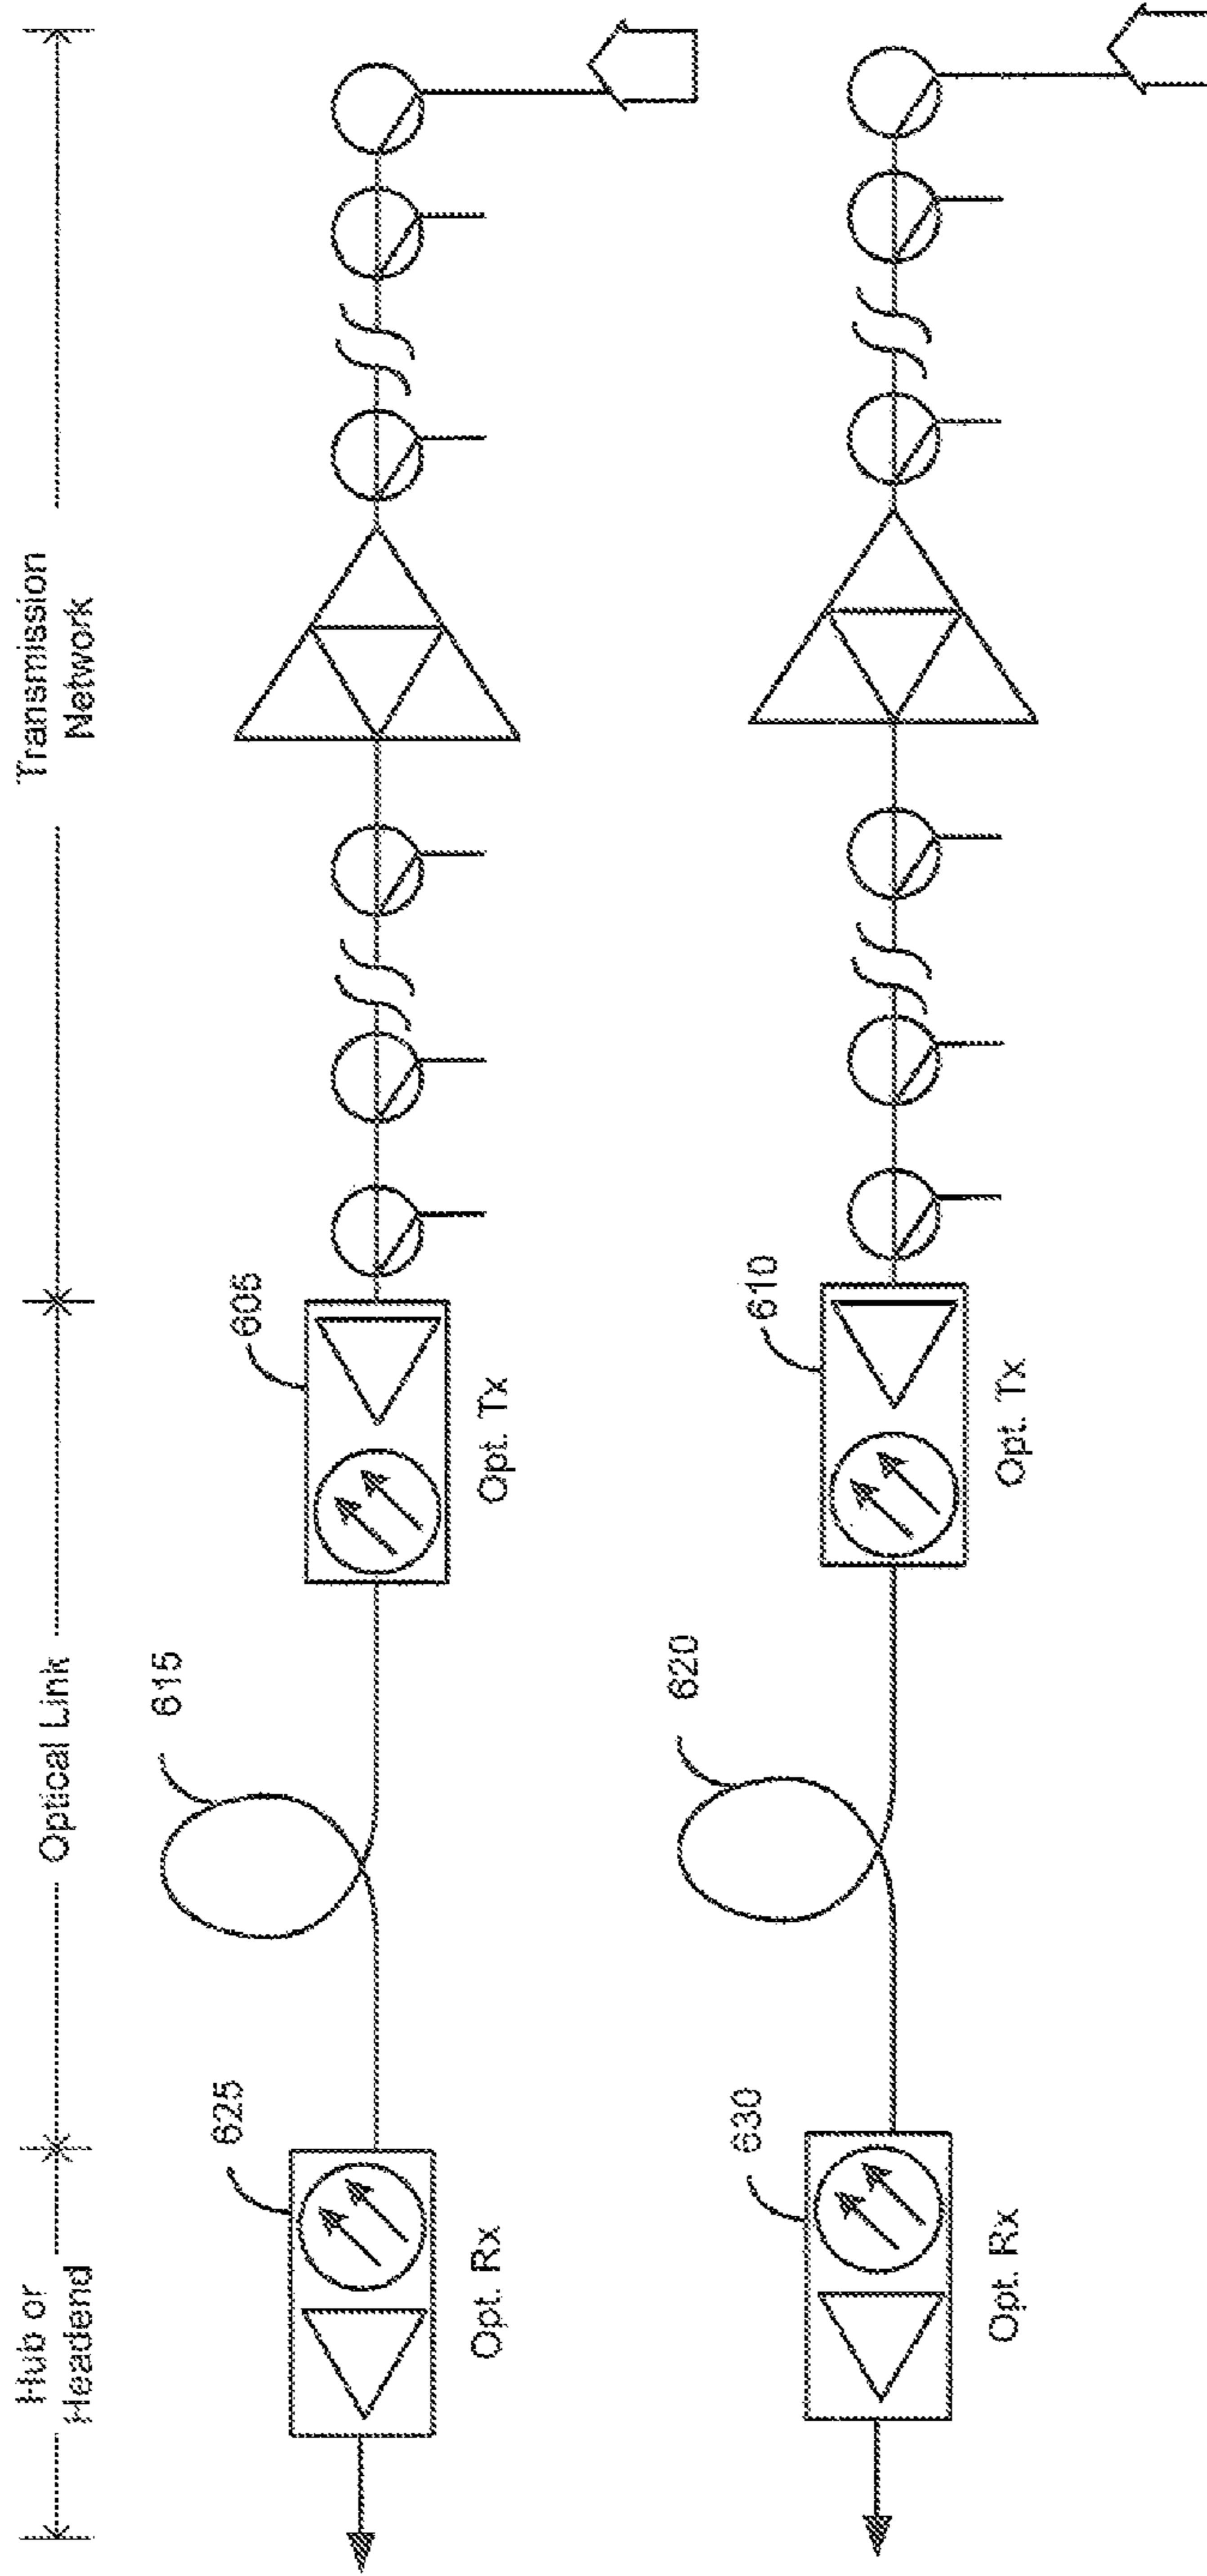 Hub or
Headend
Optical Link
Transmission
Network
625
615
605
Opt. Rx
Opt. Tx
630
620
610
Opt. Rx
Opt. Tx